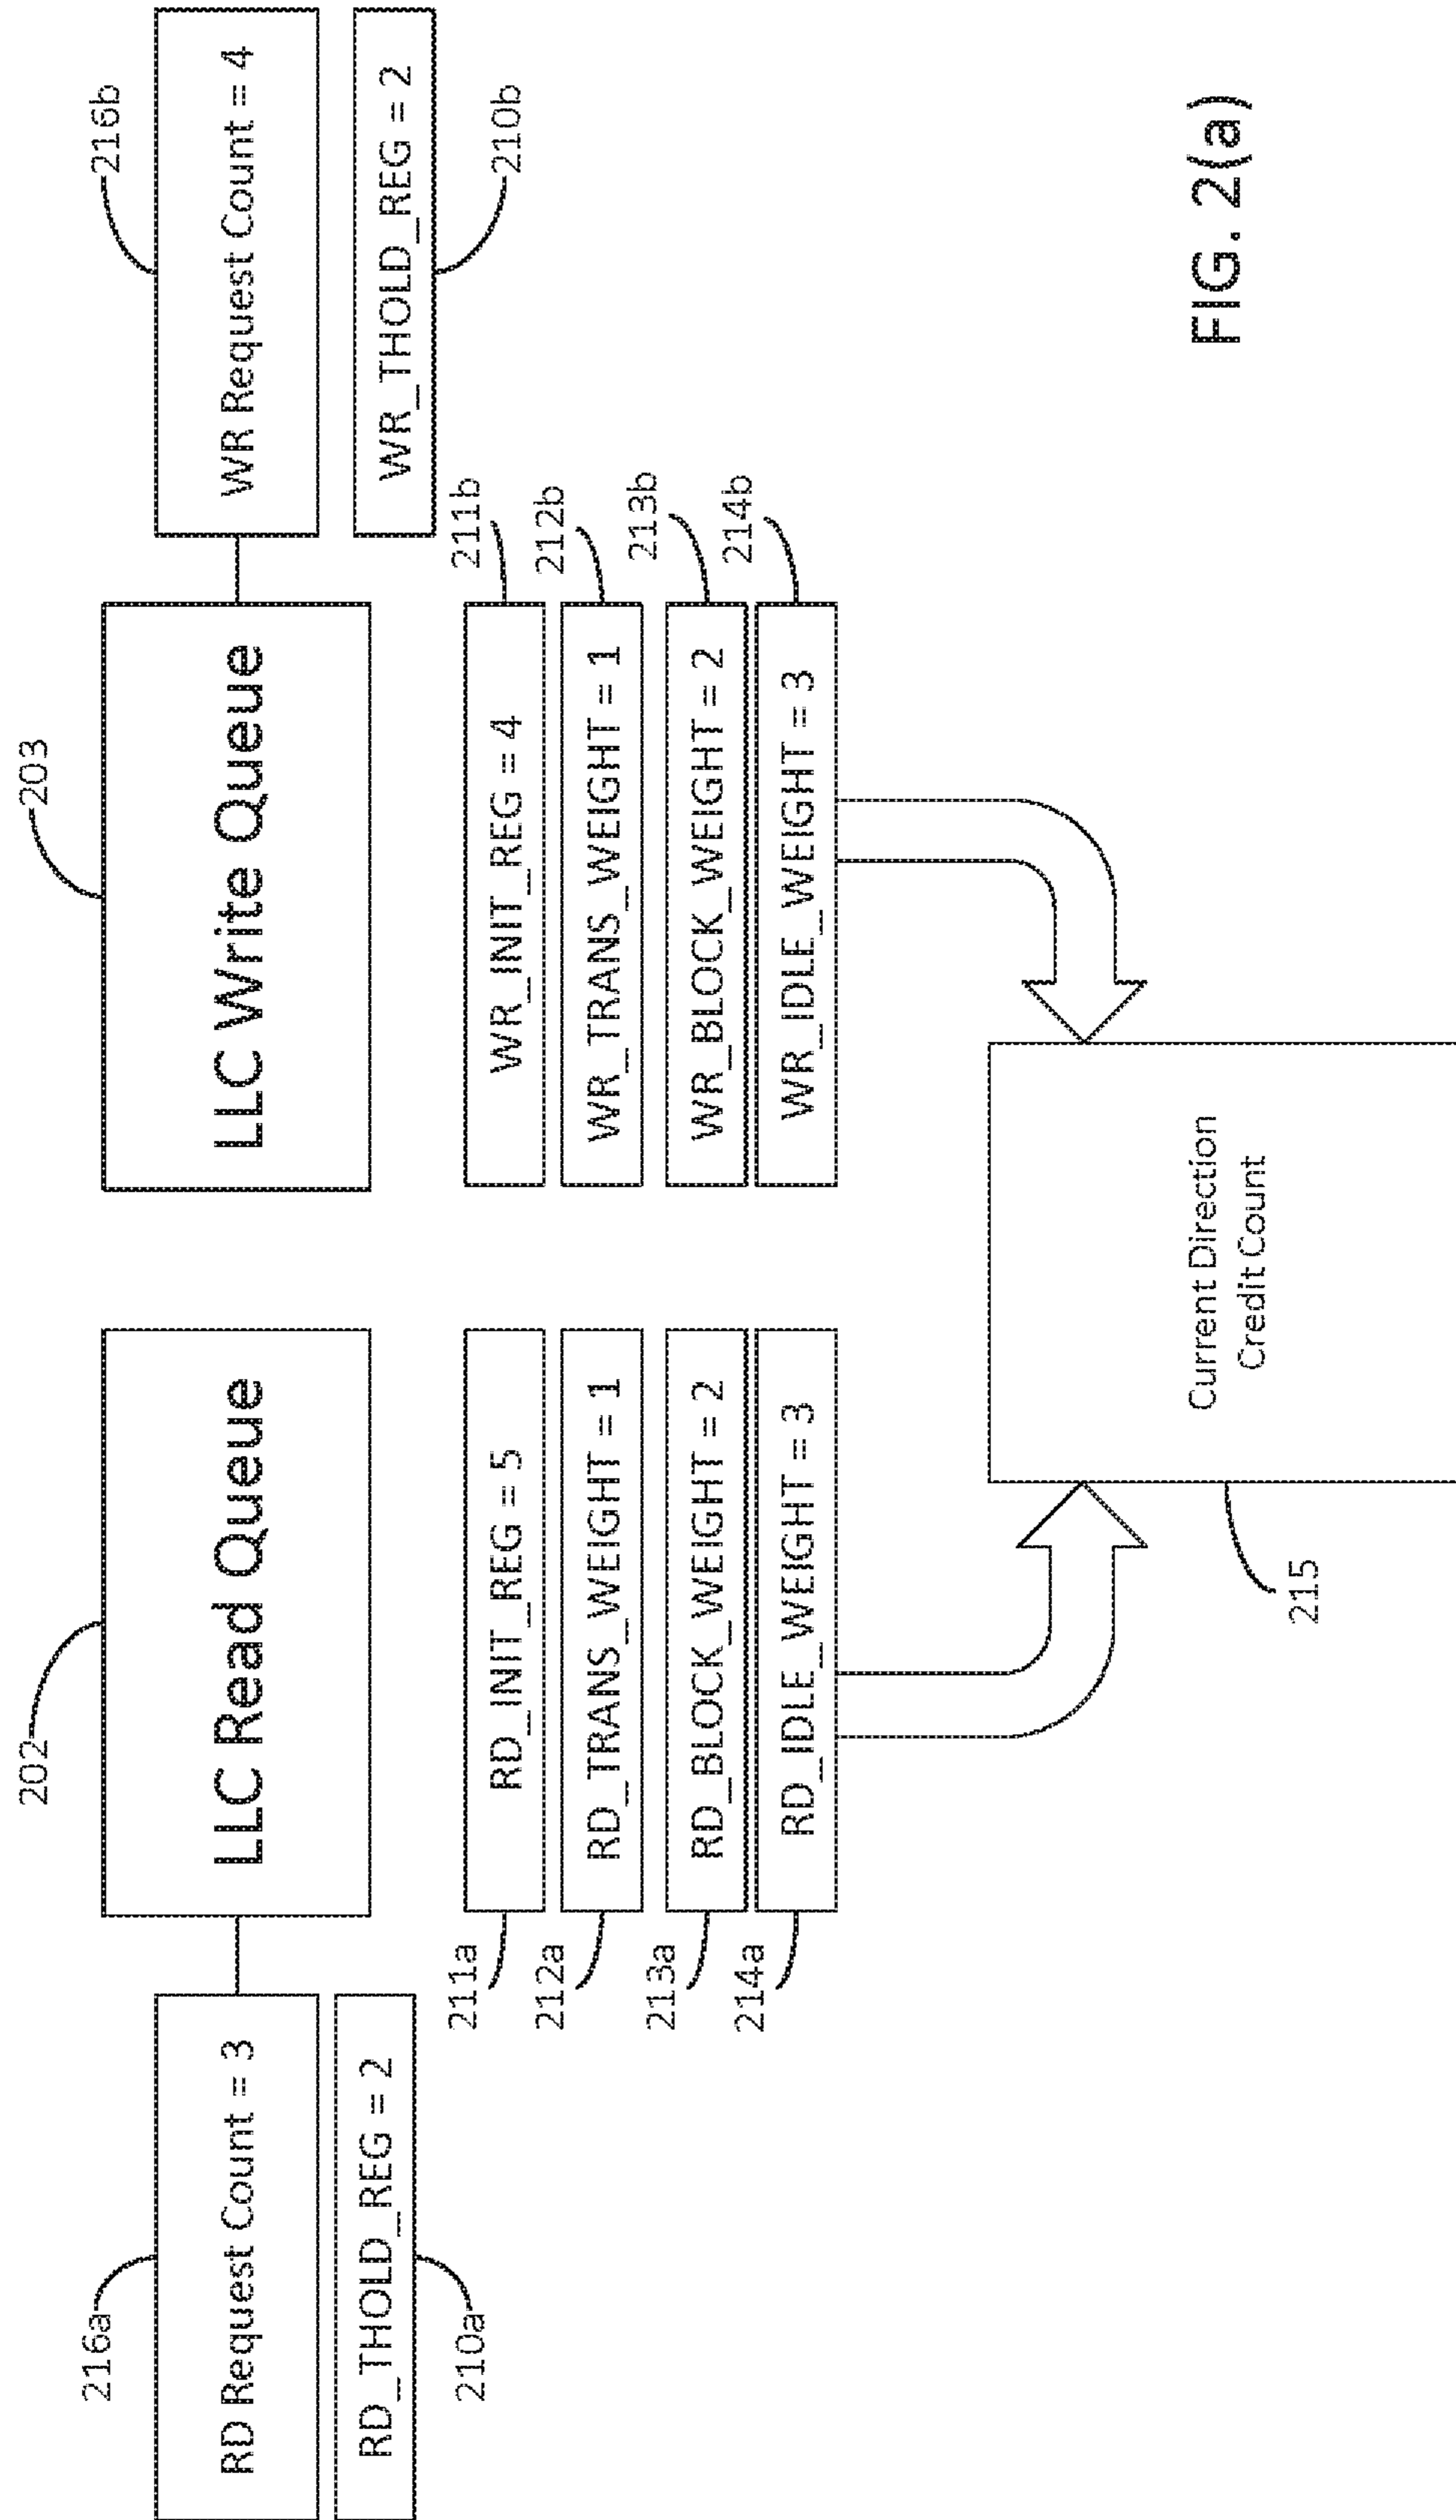 202
203
216a
216b
RD Request Count = 3
LLC Read Queue
LLC Write Queue
WR Request Count = 4
RD_THOLD_REG = 2
WR_THOLD_REG = 2
210a
210b
211a
RD_INIT_REG = 5
WR_INIT_REG = 4
211b
212a
RD_TRANS_WEIGHT = 1
WR_TRANS_WEIGHT = 1
212b
213a
RD_BLOCK_WEIGHT = 2
WR_BLOCK_WEIGHT = 2
213b
214a
RD_IDLE_WEIGHT = 3
WR_IDLE_WEIGHT = 3
214b
Current Direction
Credit Count
215
FIG. 2(a)